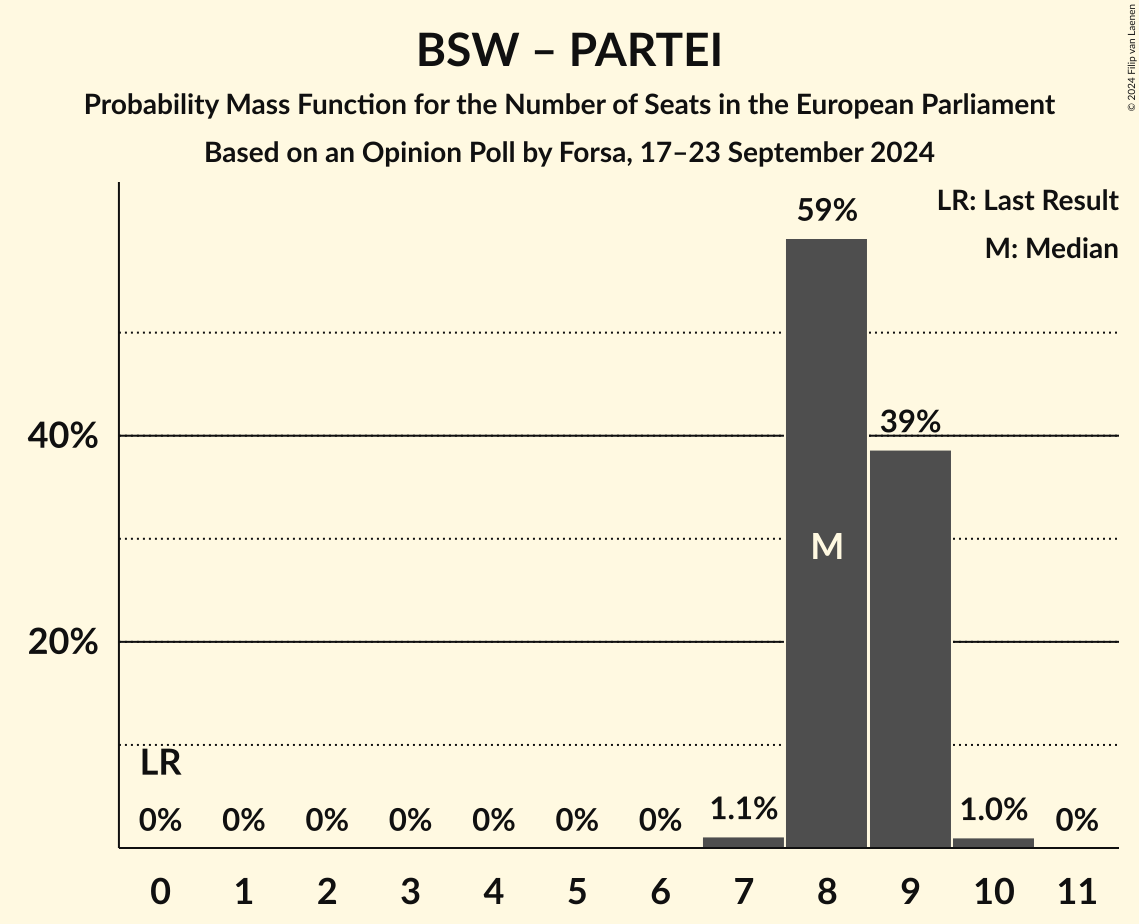 BSW – PARTEI
Probability Mass Function for the Number of Seats in the European Parliament
Based on an Opinion Poll by Forsa, 17–23 September 2024
© 2024 Filip van Laenen
LR: Last Result
M: Median
59%
39%
40%
M
20%
LR
0% 0% 0% 0% 0% 0% 0% 1.1% 1.0% 0%
0 1 2 3 4 5 6 7 8 9 10 11